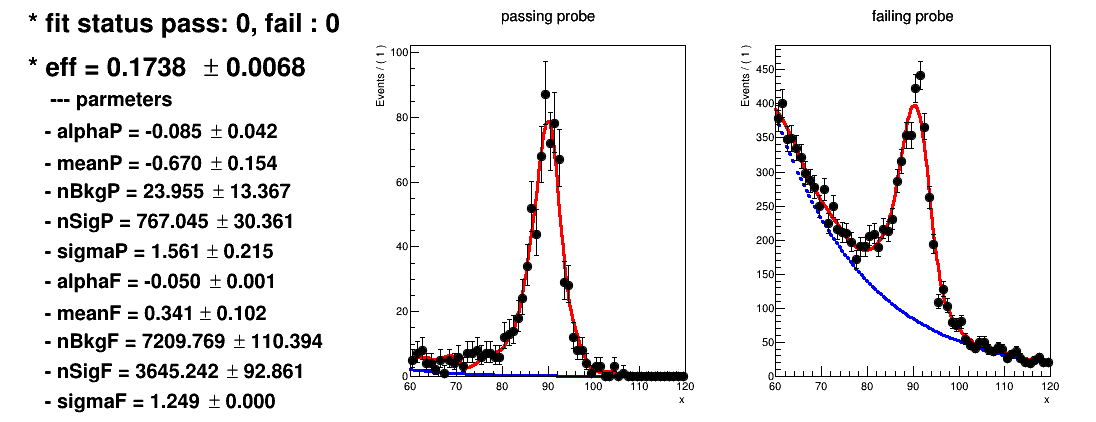 * fit status pass: 0, fail : 0
* eff = 0.1738 ± 0.0068
--- parmeters
- alphaP = -0.085 ± 0.042
- meanP = -0.670 ± 0.154
- nBkgP = 23.955 ± 13.367
- nSigP = 767.045 ± 30.361
- sigmaP = 1.561 ± 0.215
- alphaF = -0.050 ± 0.001
- meanF = 0.341 ± 0.102
- nBkgF = 7209.769 ± 110.394
- nSigF = 3645.242 ± 92.861
- sigmaF = 1.249 ± 0.000
passing probe
Events / ( 1 )
100
80
60
40
20
0
60 70 80 90 100 110 120
x
failing probe
Events / ( 1 )
450
400
350
300
250
200
150
100
50
0
60 70 80 90 100 110 120
x